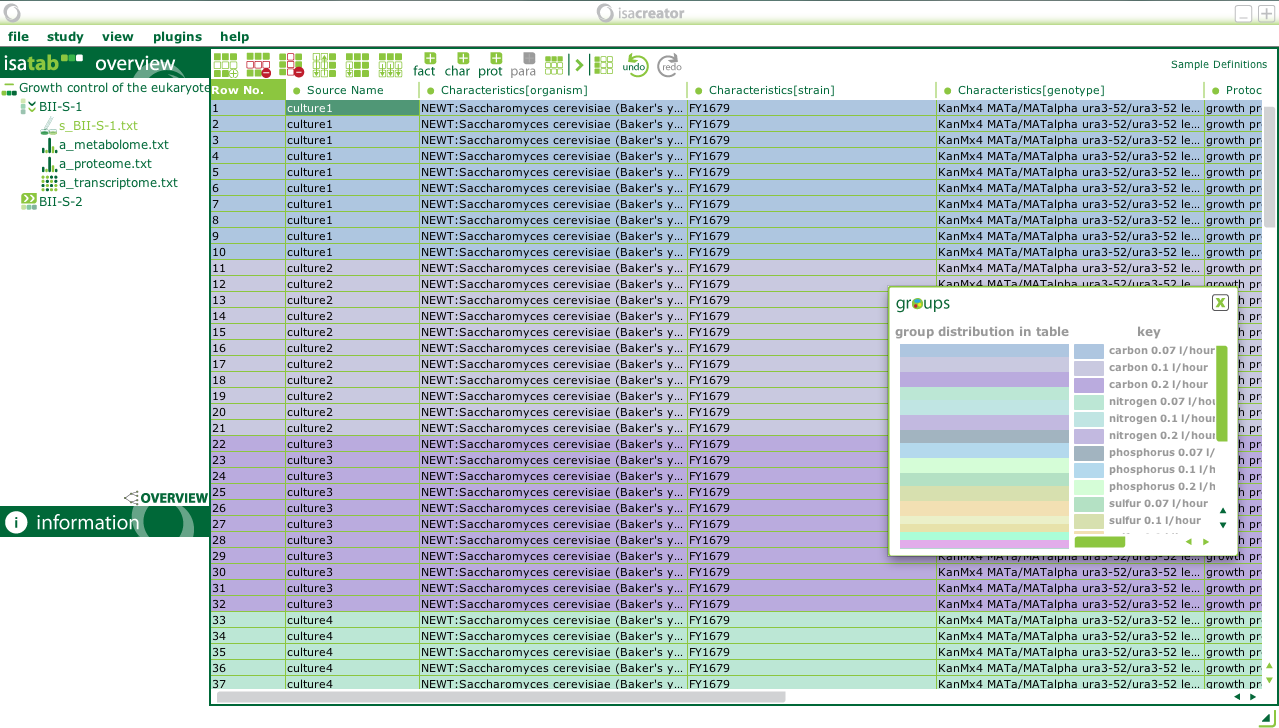 isacreator
file study view plugins help
isatab overview
fact char prot para undo redo
Sample Definitions
Growth control of the eukaryote
BII-S-1
s_BII-S-1.txt
a_metabolome.txt
a_proteome.txt
a_transcriptome.txt
BII-S-2
OVERVIEW
i information
Row No. Source Name Characteristics[organism] Characteristics[strain] Characteristics[genotype] Protoc
1 culture1 NEWT:Saccharomyces cerevisiae (Baker's y... FY1679 KanMx4 MATa/MATalpha ura3-52/ura3-52 le... growth pr
2 culture1 NEWT:Saccharomyces cerevisiae (Baker's y... FY1679 KanMx4 MATa/MATalpha ura3-52/ura3-52 le... growth pr
3 culture1 NEWT:Saccharomyces cerevisiae (Baker's y... FY1679 KanMx4 MATa/MATalpha ura3-52/ura3-52 le... growth pr
4 culture1 NEWT:Saccharomyces cerevisiae (Baker's y... FY1679 KanMx4 MATa/MATalpha ura3-52/ura3-52 le... growth pr
5 culture1 NEWT:Saccharomyces cerevisiae (Baker's y... FY1679 KanMx4 MATa/MATalpha ura3-52/ura3-52 le... growth pr
6 culture1 NEWT:Saccharomyces cerevisiae (Baker's y... FY1679 KanMx4 MATa/MATalpha ura3-52/ura3-52 le... growth pr
7 culture1 NEWT:Saccharomyces cerevisiae (Baker's y... FY1679 KanMx4 MATa/MATalpha ura3-52/ura3-52 le... growth pr
8 culture1 NEWT:Saccharomyces cerevisiae (Baker's y... FY1679 KanMx4 MATa/MATalpha ura3-52/ura3-52 le... growth pr
9 culture1 NEWT:Saccharomyces cerevisiae (Baker's y... FY1679 KanMx4 MATa/MATalpha ura3-52/ura3-52 le... growth pr
10 culture1 NEWT:Saccharomyces cerevisiae (Baker's y... FY1679 KanMx4 MATa/MATalpha ura3-52/ura3-52 le... growth pr
11 culture2 NEWT:Saccharomyces cerevisiae (Baker's y... FY1679 KanMx4 MATa/MATalpha ura3-52/ura3-52 le... growth pr
12 culture2 NEWT:Saccharomyces cerevisiae (Baker's y... FY1679 KanMx4 MATa/MATalpha ura3-52/ura3-52 le... growth pr
13 culture2 NEWT:Saccharomyces cerevisiae (Baker's y... FY1679
14 culture2 NEWT:Saccharomyces cerevisiae (Baker's y... FY1679
15 culture2 NEWT:Saccharomyces cerevisiae (Baker's y... FY1679
16 culture2 NEWT:Saccharomyces cerevisiae (Baker's y... FY1679
17 culture2 NEWT:Saccharomyces cerevisiae (Baker's y... FY1679
18 culture2 NEWT:Saccharomyces cerevisiae (Baker's y... FY1679
19 culture2 NEWT:Saccharomyces cerevisiae (Baker's y... FY1679
20 culture2 NEWT:Saccharomyces cerevisiae (Baker's y... FY1679
21 culture2 NEWT:Saccharomyces cerevisiae (Baker's y... FY1679
22 culture3 NEWT:Saccharomyces cerevisiae (Baker's y... FY1679
23 culture3 NEWT:Saccharomyces cerevisiae (Baker's y... FY1679
24 culture3 NEWT:Saccharomyces cerevisiae (Baker's y... FY1679
25 culture3 NEWT:Saccharomyces cerevisiae (Baker's y... FY1679
26 culture3 NEWT:Saccharomyces cerevisiae (Baker's y... FY1679
27 culture3 NEWT:Saccharomyces cerevisiae (Baker's y... FY1679
28 culture3 NEWT:Saccharomyces cerevisiae (Baker's y... FY1679
29 culture3 NEWT:Saccharomyces cerevisiae (Baker's y... FY1679 KanMx4 MATa/MATalpha ura3-52/ura3-52 le... growth pr
30 culture3 NEWT:Saccharomyces cerevisiae (Baker's y... FY1679 KanMx4 MATa/MATalpha ura3-52/ura3-52 le... growth pr
31 culture3 NEWT:Saccharomyces cerevisiae (Baker's y... FY1679 KanMx4 MATa/MATalpha ura3-52/ura3-52 le... growth pr
32 culture3 NEWT:Saccharomyces cerevisiae (Baker's y... FY1679 KanMx4 MATa/MATalpha ura3-52/ura3-52 le... growth pr
33 culture4 NEWT:Saccharomyces cerevisiae (Baker's y... FY1679 KanMx4 MATa/MATalpha ura3-52/ura3-52 le... growth pr
34 culture4 NEWT:Saccharomyces cerevisiae (Baker's y... FY1679 KanMx4 MATa/MATalpha ura3-52/ura3-52 le... growth pr
35 culture4 NEWT:Saccharomyces cerevisiae (Baker's y... FY1679 KanMx4 MATa/MATalpha ura3-52/ura3-52 le... growth pr
36 culture4 NEWT:Saccharomyces cerevisiae (Baker's y... FY1679 KanMx4 MATa/MATalpha ura3-52/ura3-52 le... growth pr
37 culture4 NEWT:Saccharomyces cerevisiae (Baker's y... FY1679 KanMx4 MATa/MATalpha ura3-52/ura3-52 le... growth pr
groups X
group distribution in table key
carbon 0.07 l/hour
carbon 0.1 l/hour
carbon 0.2 l/hour
nitrogen 0.07 l/hou
nitrogen 0.1 l/hour
nitrogen 0.2 l/hour
phosphorus 0.07 l/
phosphorus 0.1 l/h
phosphorus 0.2 l/h
sulfur 0.07 l/hour
sulfur 0.1 l/hour